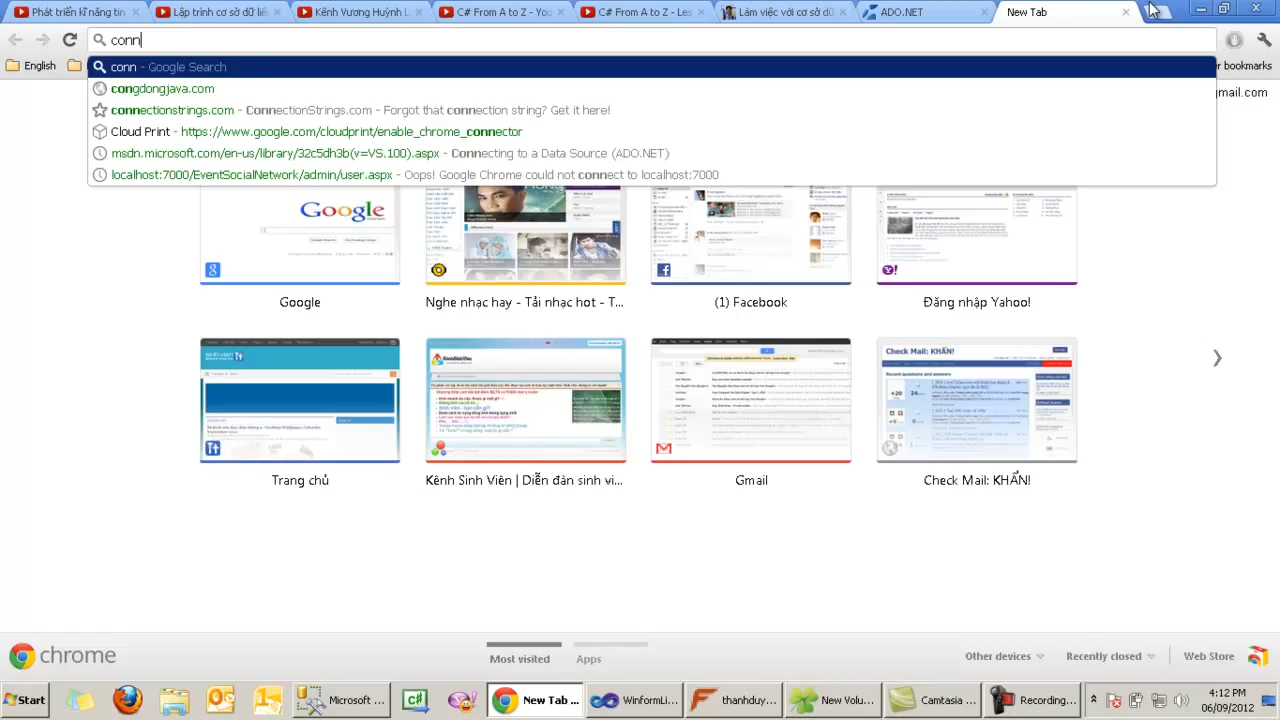 Phát triển kĩ năng tin
Lập trình cơ sở dữ liệ
Kênh Vương Huỳnh L
C# From A to Z - You
C# From A to Z - Les
Làm việc với cơ sở dữ
ADO.NET
New Tab
conn
English
r bookmarks
conn - Google Search
congdongjava.com
connectionstrings.com - ConnectionStrings.com - Forgot that connection string? Get it here!
Cloud Print - https://www.google.com/cloudprint/enable_chrome_connector
msdn.microsoft.com/en-us/library/32c5dh3b(v=VS.100).aspx - Connecting to a Data Source (ADO.NET)
localhost:7000/EventSocialNetwork/admin/user.aspx - Oops! Google Chrome could not connect to localhost:7000
gmail.com
Google
Google
Nghe nhạc hay - Tải nhạc hot - T...
(1) Facebook
Đăng nhập Yahoo!
Check Mail: KHẨN!
Trang chủ
Kênh Sinh Viên | Diễn đàn sinh vi...
Gmail
Check Mail: KHẨN!
chrome
Most visited
Apps
Other devices
Recently closed
Web Store
Start
Microsoft ...
New Tab ...
WinformLi...
thanhduy...
New Volu...
Camtasia
Recording...
4:12 PM
06/09/2012